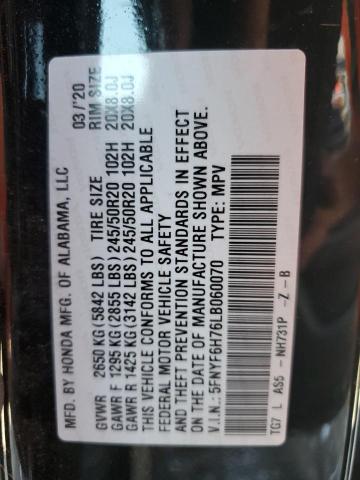 MFD. BY HONDA MFG. OF ALABAMA, LLC 03/'20
GVWR 2650 KG (5842 LBS) TIRE SIZE RIM SIZE
GAWR F 1295 KG (2855 LBS) 245/50R20 102H 20X8.0J
GAWR R 1425 KG (3142 LBS) 245/50R20 102H 20X8.0J
THIS VEHICLE CONFORMS TO ALL APPLICABLE
FEDERAL MOTOR VEHICLE SAFETY
AND THEFT PREVENTION STANDARDS IN EFFECT
ON THE DATE OF MANUFACTURE SHOWN ABOVE.
V.I.N.: 5FNYF6H76LB060070 TYPE: MPV
TG7 L AS5 - NH731P -Z -B